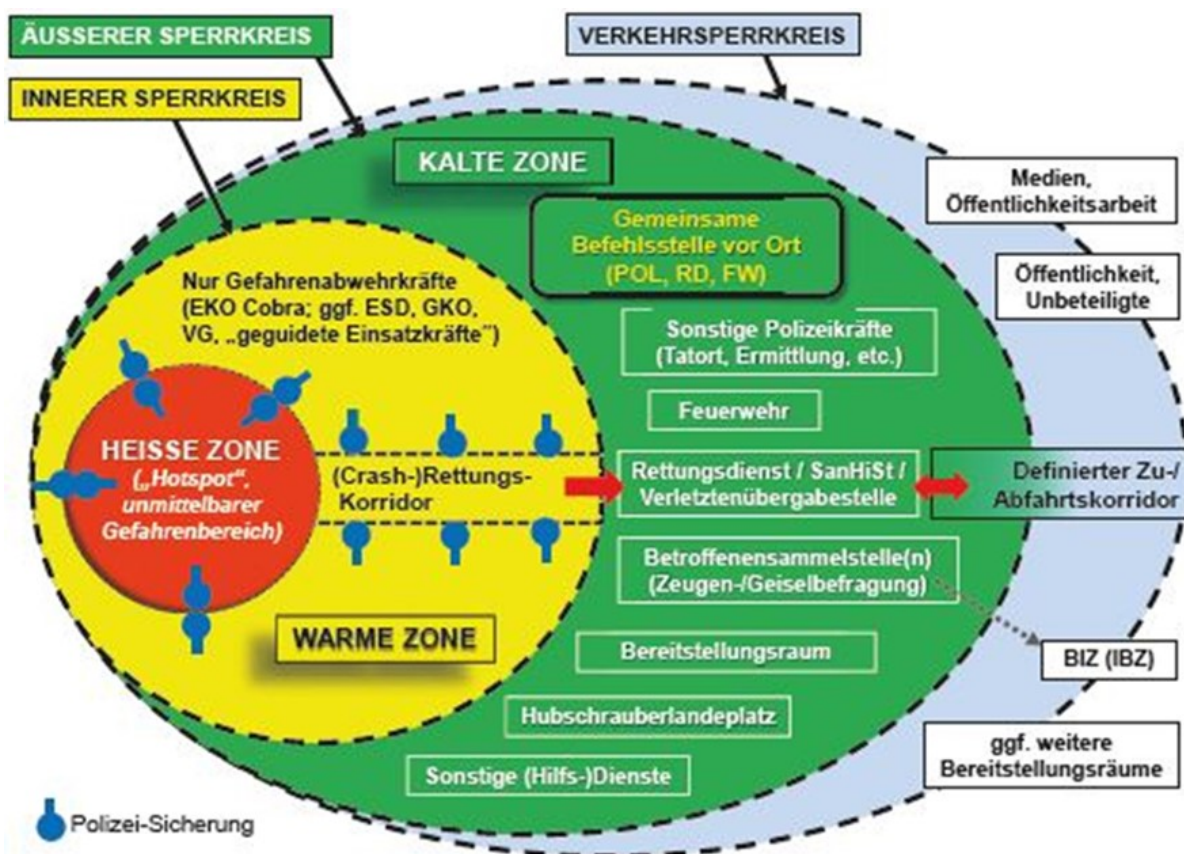 ÄUSSERER SPERRKREIS
VERKEHRSPERRKREIS
INNERER SPERRKREIS
KALTE ZONE
Medien,
Öffentlichkeitsarbeit
Gemeinsame
Befehlsstelle vor Ort
(POL, RD, FW)
Nur Gefahrenabwehrkräfte
(EKO Cobra; ggf. ESD, GKO,
VG, „geguidete Einsatzkräfte")
Öffentlichkeit,
Unbeteiligte
Sonstige Polizeikräfte
(Tatort, Ermittlung, etc.)
Feuerwehr
HEISSE ZONE
(„Hotspot",
unmittelbarer
Gefahrenbereich)
(Crash-)Rettungs-
Korridor
Rettungsdienst / SanHiSt /
Verletztenübergabestelle
Definierter Zu-/
Abfahrtskorridor
Betroffenensammelstelle(n)
(Zeugen-/Geiselbefragung)
WARME ZONE
Bereitstellungsraum
BIZ (IBZ)
Hubschrauberlandeplatz
ggf. weitere
Bereitstellungsräume
Sonstige (Hilfs-)Dienste
Polizei-Sicherung